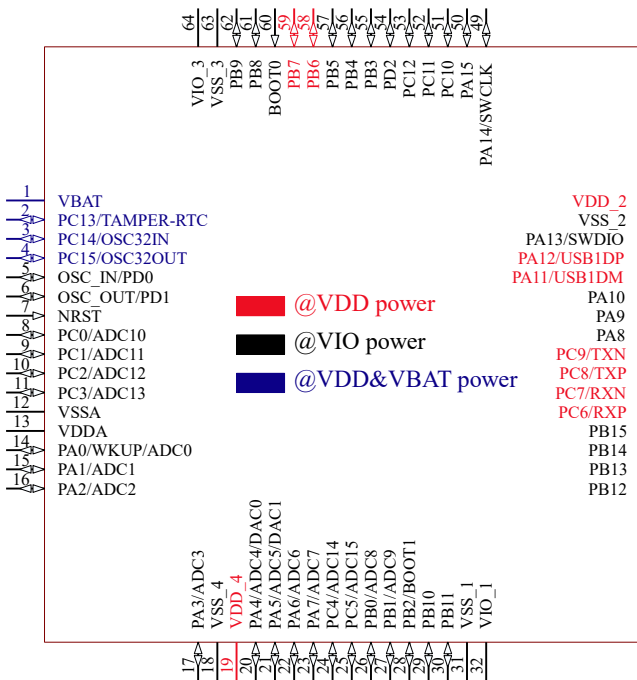 64
63
62
61
60
59
58
57
56
55
54
53
52
51
50
49
VIO_3
VSS_3
PB9
PB8
BOOT0
PB7
PB6
PB5
PB4
PB3
PD2
PC12
PC11
PC10
PA15
PA14/SWCLK
1 VBAT
2 PC13/TAMPER-RTC
3 PC14/OSC32IN
4 PC15/OSC32OUT
5 OSC_IN/PD0
6 OSC_OUT/PD1
7 NRST
8 PC0/ADC10
9 PC1/ADC11
10 PC2/ADC12
11 PC3/ADC13
12 VSSA
13 VDDA
14 PA0/WKUP/ADC0
15 PA1/ADC1
16 PA2/ADC2
@VDD power
@VIO power
@VDD&VBAT power
VDD_2
VSS_2
PA13/SWDIO
PA12/USB1DP
PA11/USB1DM
PA10
PA9
PA8
PC9/TXN
PC8/TXP
PC7/RXN
PC6/RXP
PB15
PB14
PB13
PB12
PA3/ADC3
VSS_4
VDD_4
PA4/ADC4/DAC0
PA5/ADC5/DAC1
PA6/ADC6
PA7/ADC7
PC4/ADC14
PC5/ADC15
PB0/ADC8
PB1/ADC9
PB2/BOOT1
PB10
PB11
VSS_1
VIO_1
17
18
19
20
21
22
23
24
25
26
27
28
29
30
31
32